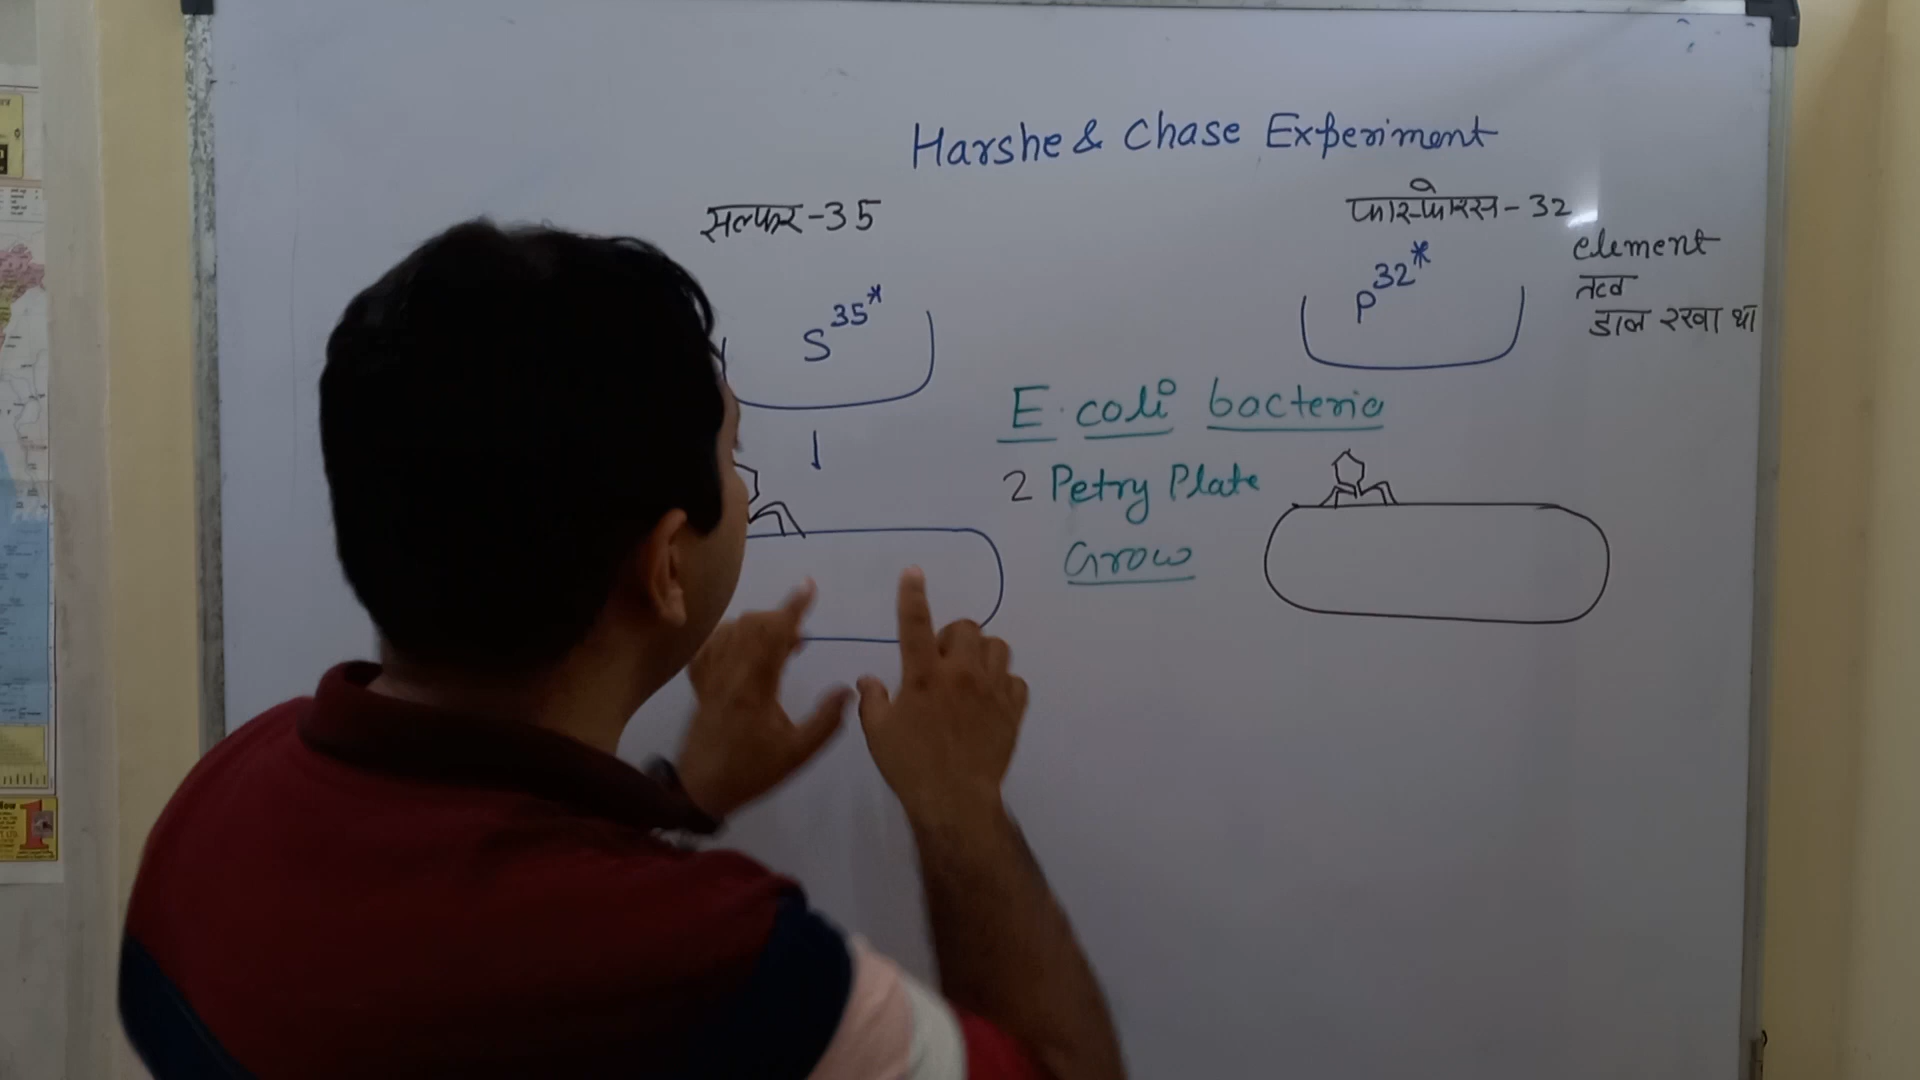 Harshe & Chase Experiment
सल्फर-35
फास्फोरस-32
S35*
P32*
element
तत्व
डाल रखा था
E. coli bacteria
2 Petry Plate
Grow